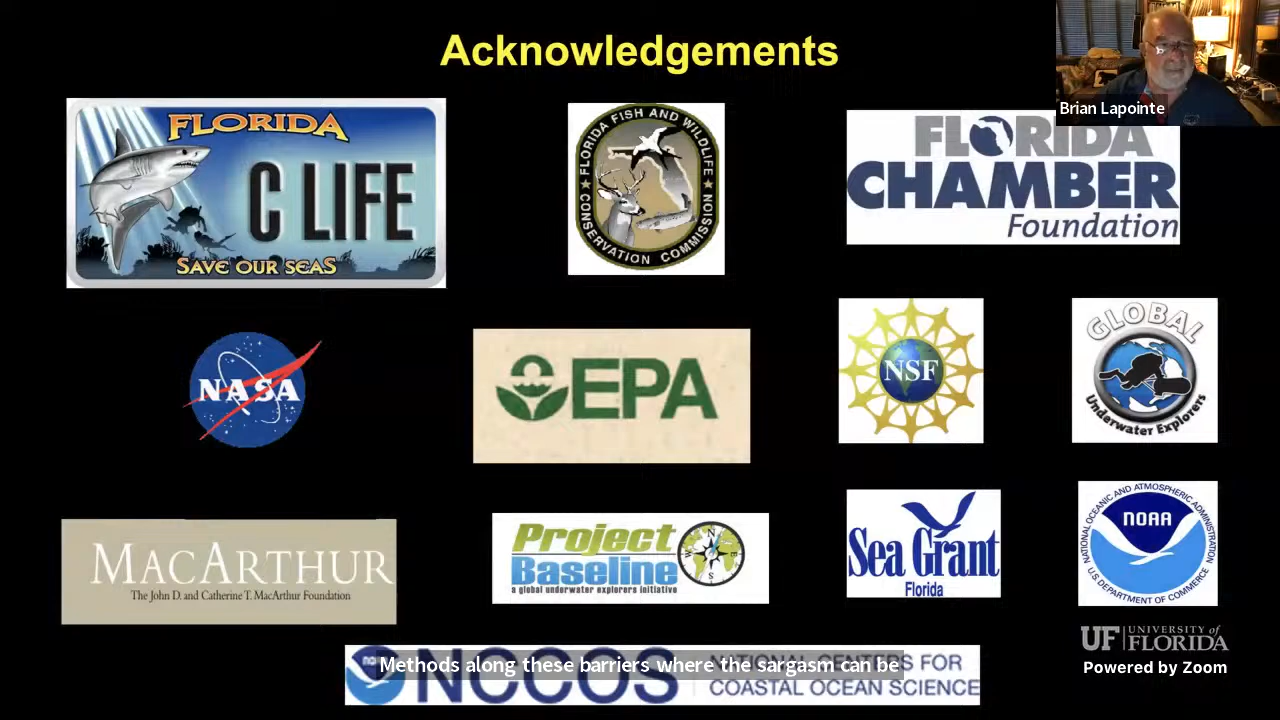 Acknowledgements
Brian Lapointe
FLORIDA
C LIFE
SAVE OUR SEAS
FLORIDA FISH AND WILDLIFE
CONSERVATION COMMISSION
FLORIDA
CHAMBER
Foundation
NASA
EPA
NSF
GLOBAL
Underwater Explorers
MACARTHUR
The John D. and Catherine T. MacArthur Foundation
Project
Baseline
a global underwater explorers initiative
N
E
S
W
Sea Grant
Florida
NATIONAL OCEANIC AND ATMOSPHERIC ADMINISTRATION
NOAA
U.S. DEPARTMENT OF COMMERCE
UF UNIVERSITY of
FLORIDA
Powered by Zoom
Methods along these barriers where the sargasm can be
NCCOS
NATIONAL CENTERS FOR
COASTAL OCEAN SCIENCE